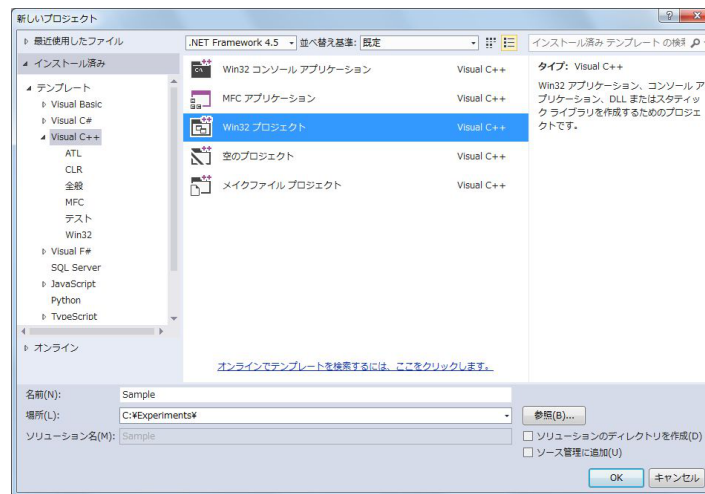 新しいプロジェクト
最近使用したファイル
.NET Framework 4.5 並べ替え基準: 既定
インストール済み テンプレート の検索
インストール済み
テンプレート
Visual Basic
Visual C#
Visual C++
ATL
CLR
全般
MFC
テスト
Win32
Visual F#
SQL Server
JavaScript
Python
TypeScript
オンライン
Win32 コンソール アプリケーション Visual C++
MFC アプリケーション Visual C++
Win32 プロジェクト Visual C++
空のプロジェクト Visual C++
メイクファイル プロジェクト Visual C++
オンラインでテンプレートを検索するには、ここをクリックします。
タイプ: Visual C++
Win32 アプリケーション、コンソール ア
プリケーション、DLL またはスタティッ
ク ライブラリを作成するためのプロジェ
クトです。
名前(N): Sample
場所(L): C:¥Experiments¥ 参照(B)...
ソリューション名(M): Sample
ソリューションのディレクトリを作成(D)
ソース管理に追加(U)
OK キャンセル